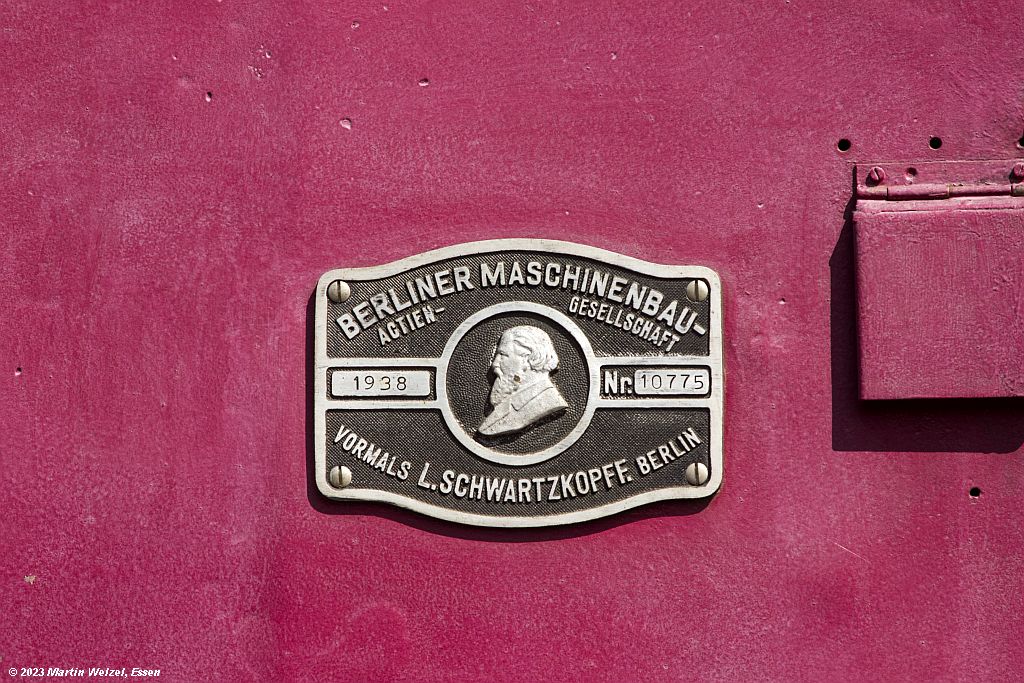 BERLINER MASCHINENBAU-
ACTIEN- GESELLSCHAFT
1938 Nr. 10775
VORMALS L. SCHWARTZKOPFF. BERLIN
© 2023 Martin Welzel, Essen